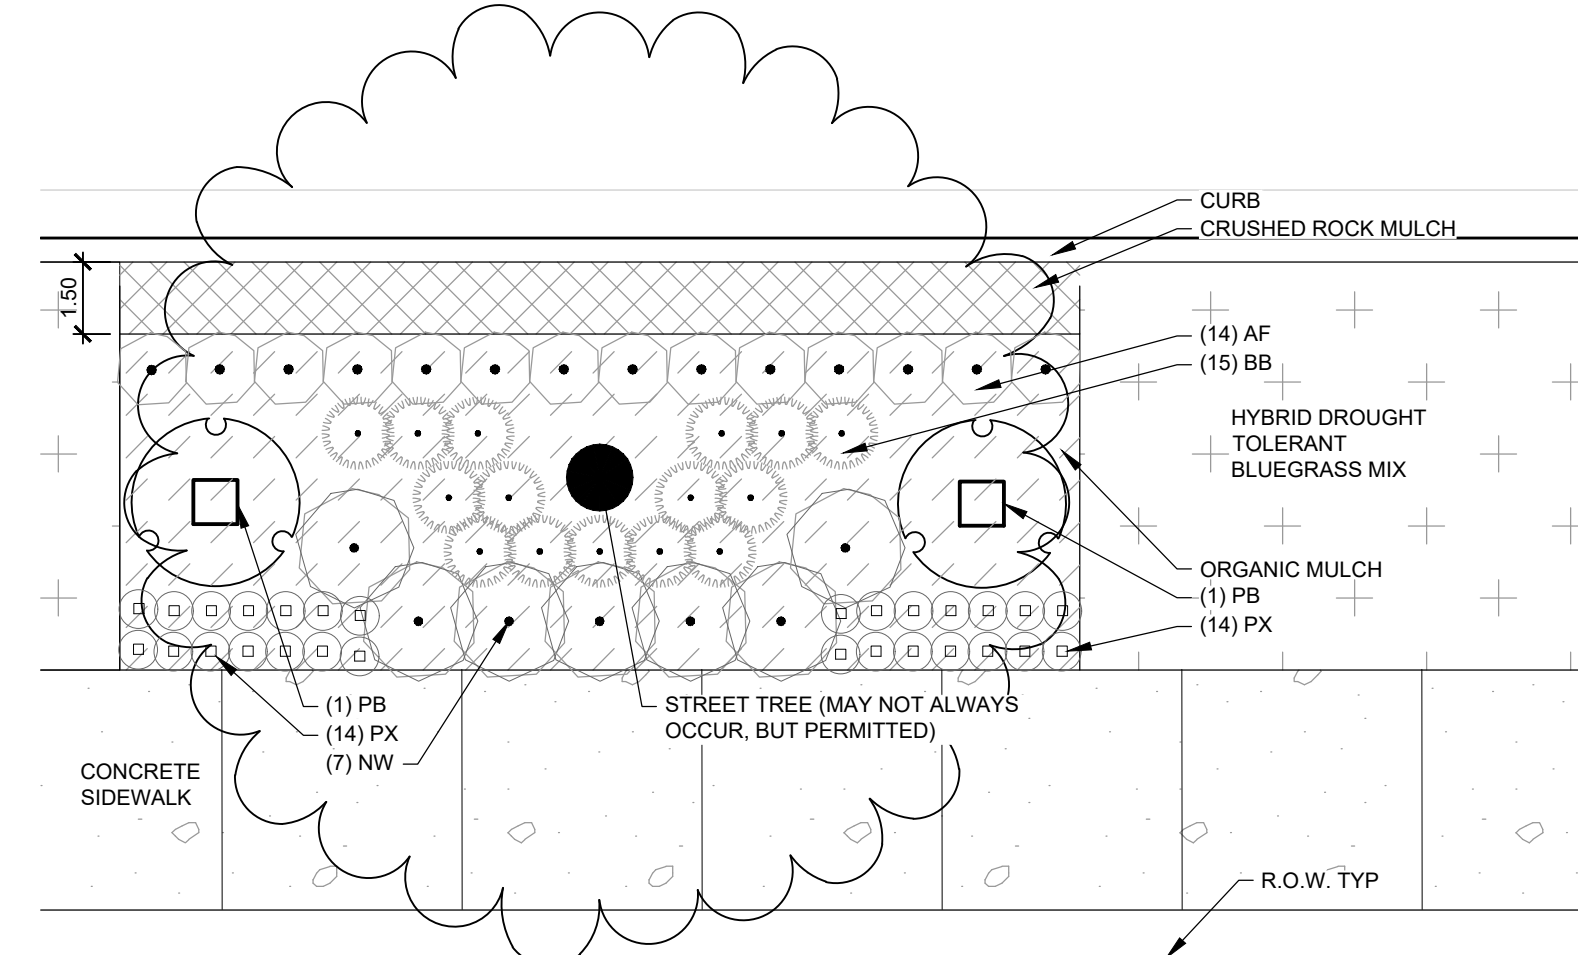 CURB
CRUSHED ROCK MULCH
1.50
(14) AF
(15) BB
HYBRID DROUGHT
TOLERANT
BLUEGRASS MIX
ORGANIC MULCH
(1) PB
(14) PX
(1) PB
(14) PX
(7) NW
STREET TREE (MAY NOT ALWAYS
OCCUR, BUT PERMITTED)
CONCRETE
SIDEWALK
R.O.W. TYP